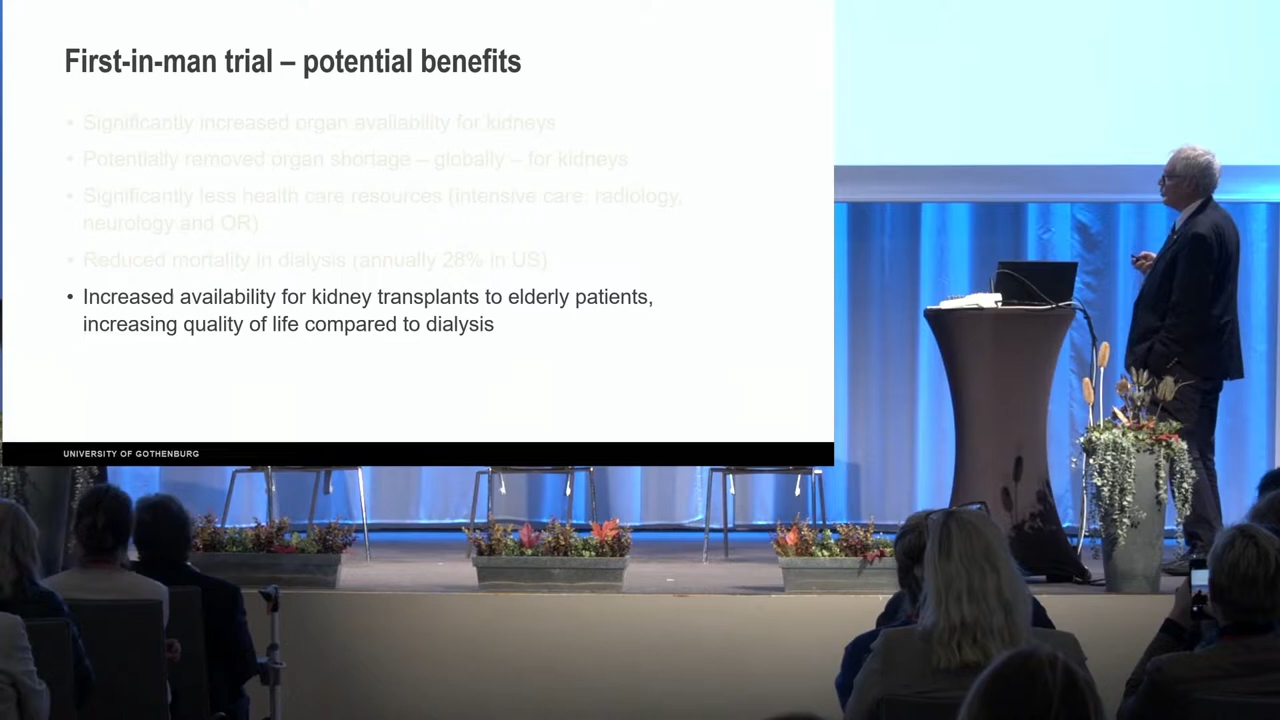 First-in-man trial – potential benefits
• Significantly increased organ availability for kidneys
• Potentially removed organ shortage – globally – for kidneys
• Significantly less health care resources (intensive care, radiology,
neurology and OR)
• Reduced mortality in dialysis (annually 28% in US)
• Increased availability for kidney transplants to elderly patients,
increasing quality of life compared to dialysis
UNIVERSITY OF GOTHENBURG